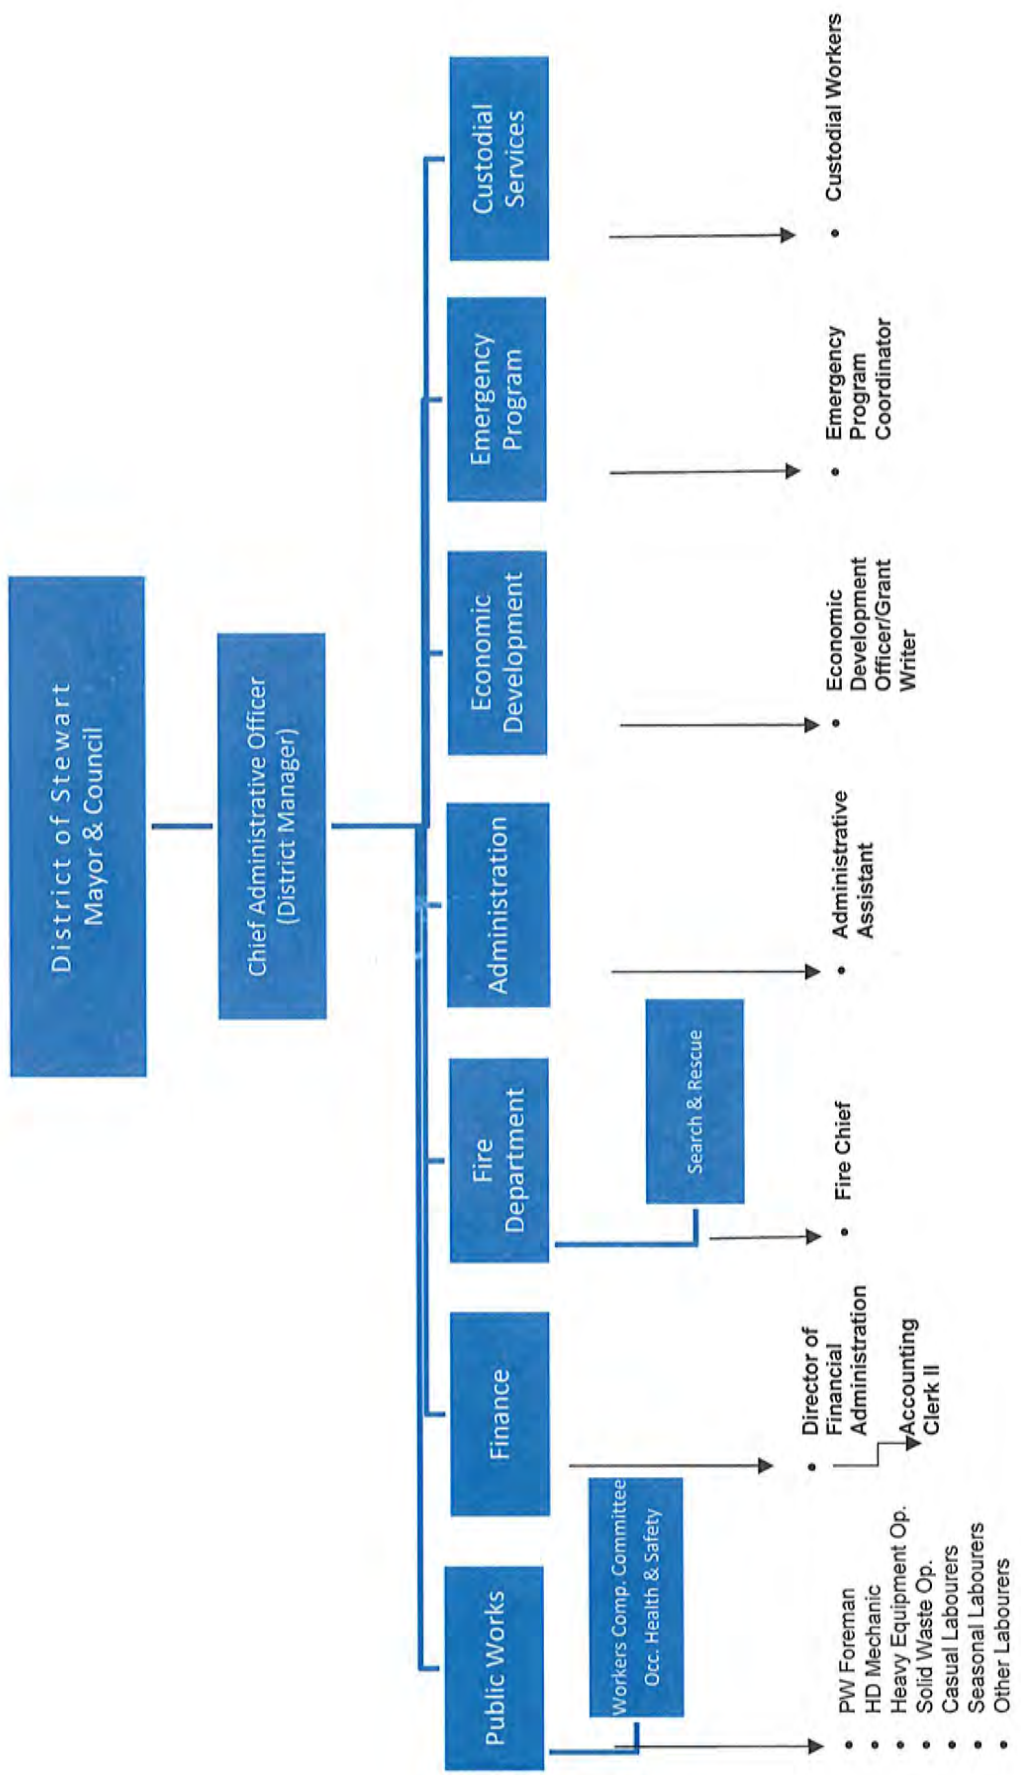 District of Stewart
Mayor & Council
Chief Administrative Officer
(District Manager)
Public Works
Finance
Fire
Department
Administration
Economic
Development
Emergency
Program
Custodial
Services
Workers Comp. Committee
Occ. Health & Safety
Search & Rescue
• PW Foreman
• HD Mechanic
• Heavy Equipment Op.
• Solid Waste Op.
• Casual Labourers
• Seasonal Labourers
• Other Labourers
• Director of
Financial
Administration
Accounting
Clerk II
• Fire Chief
• Administrative
Assistant
• Economic
Development
Officer/Grant
Writer
• Emergency
Program
Coordinator
• Custodial Workers